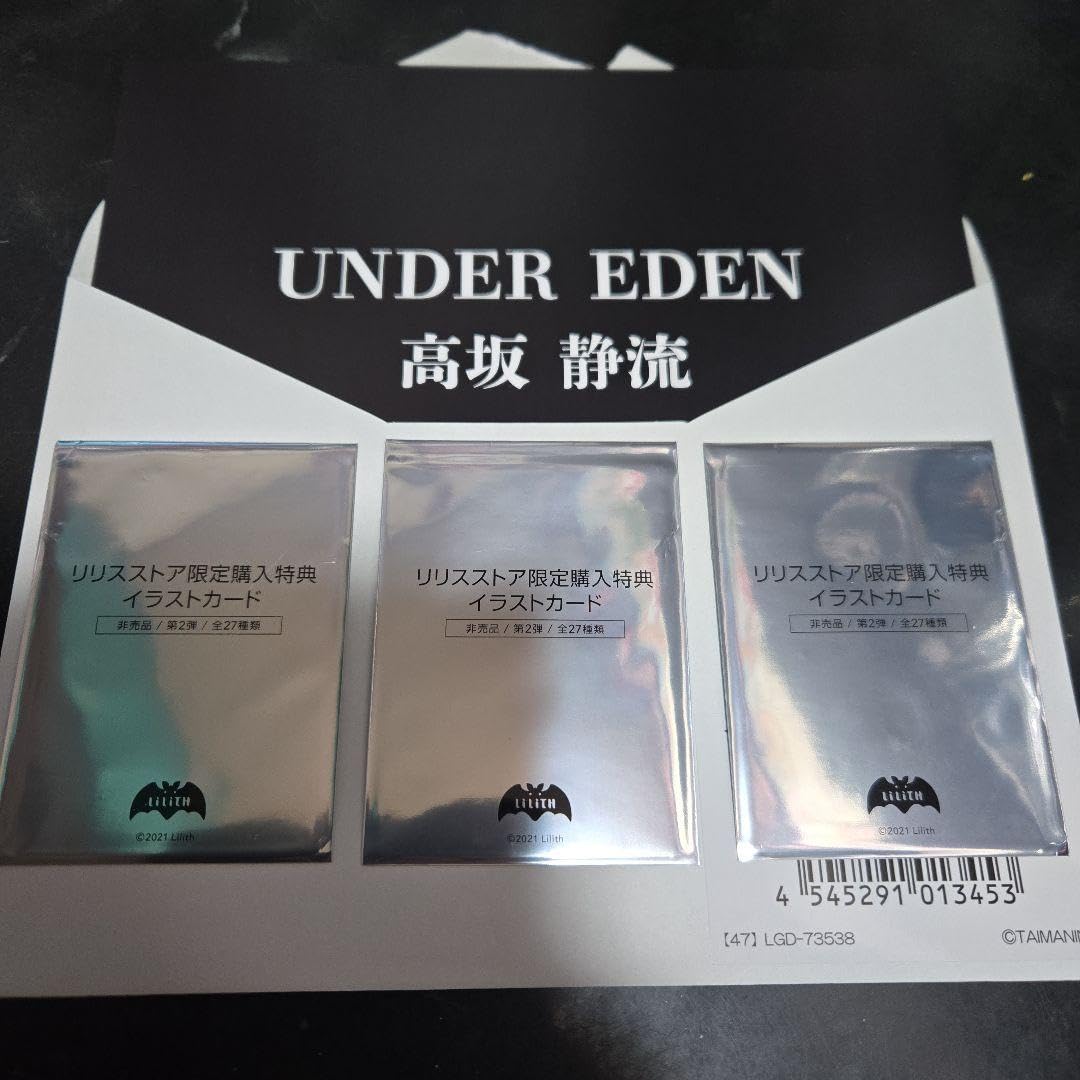 UNDER EDEN
高坂 静流
リリスストア限定購入特典
イラストカード
非売品 / 第2弾 / 全27種類
LiLiTH
©2021 Lilith
リリスストア限定購入特典
イラストカード
非売品 / 第2弾 / 全27種類
LiLiTH
©2021 Lilith
リリスストア限定購入特典
イラストカード
非売品 / 第2弾 / 全27種類
LiLiTH
©2021 Lilith
4 545291 013453
【47】LGD-73538